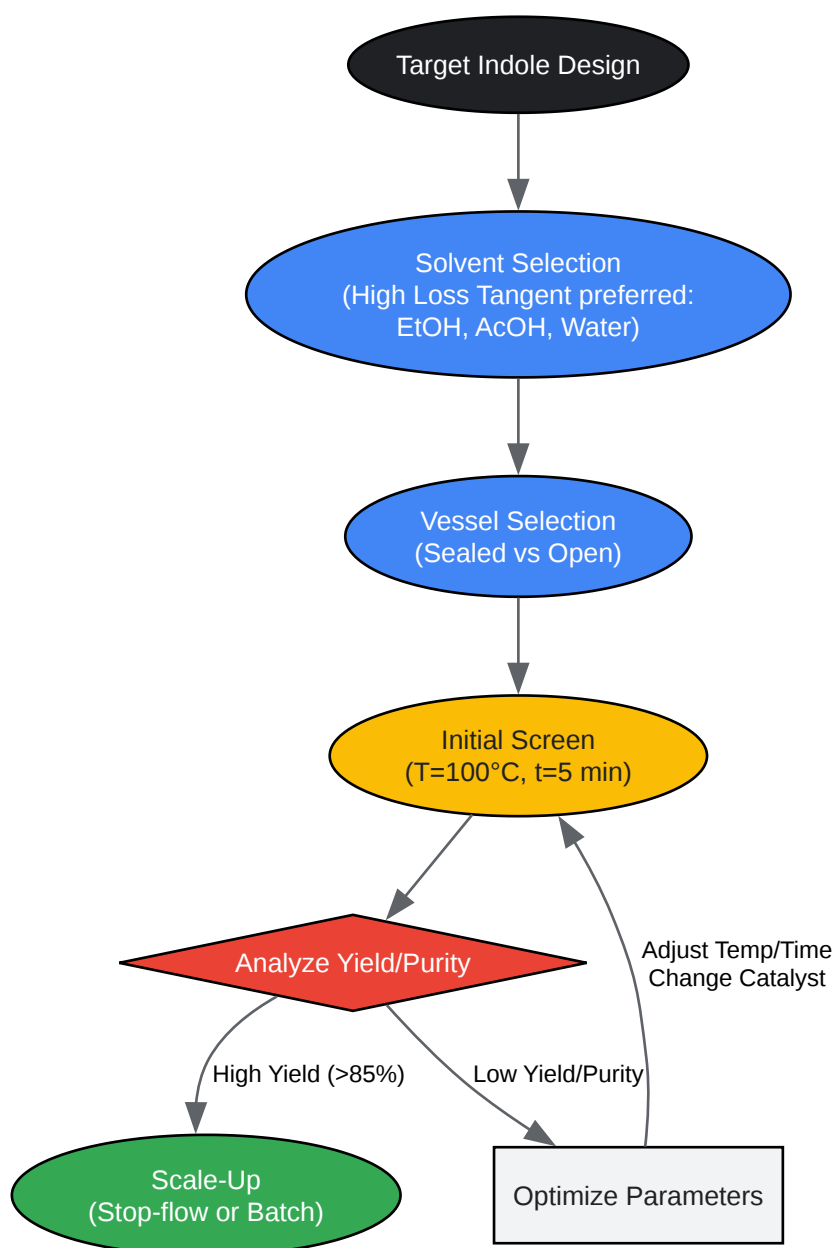 Target Indole Design
Solvent Selection
(High Loss Tangent preferred:
EtOH, AcOH, Water)
Vessel Selection
(Sealed vs Open)
Initial Screen
(T=100°C, t=5 min)
Analyze Yield/Purity
Adjust Temp/Time
Change Catalyst
High Yield (>85%)
Low Yield/Purity
Scale-Up
(Stop-flow or Batch)
Optimize Parameters